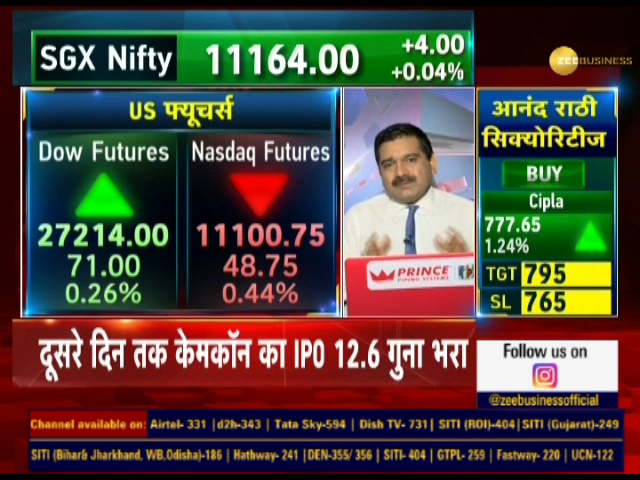 SGX Nifty 11164.00 +4.00
+0.04%
ZEEBUSINESS
US फ्यूचर्स
Dow Futures
27214.00
71.00
0.26%
Nasdaq Futures
11100.75
48.75
0.44%
PRINCE
PIPING SYSTEMS
आनंद राठी
सिक्योरिटीज
BUY
Cipla
777.65
1.24%
TGT 795
SL 765
दूसरे दिन तक केमकॉन का IPO 12.6 गुना भरा
Follow us on
@zeebusinessofficial
Channel available on: Airtel- 331 |d2h-343 | Tata Sky-594 | Dish TV- 731| SITI (ROI)-404| SITI (Gujarat)-249
SITI (Bihar& Jharkhand, WB,Odisha)-186 | Hathway- 241 |DEN-355/ 356 | SITI- 404 | GTPL- 259 | Fastway- 220 | UCN-122